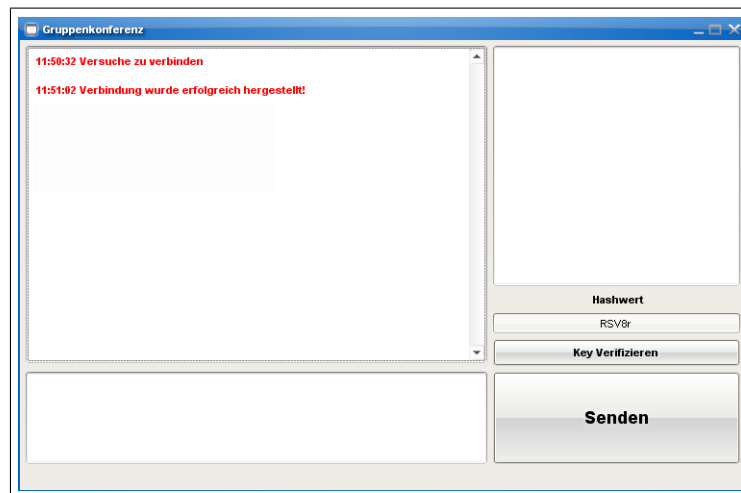 Gruppenkonferenz
11:50:32 Versuche zu verbinden
11:51:02 Verbindung wurde erfolgreich hergestellt!
Hashwert
RSV8r
Key Verifizieren
Senden